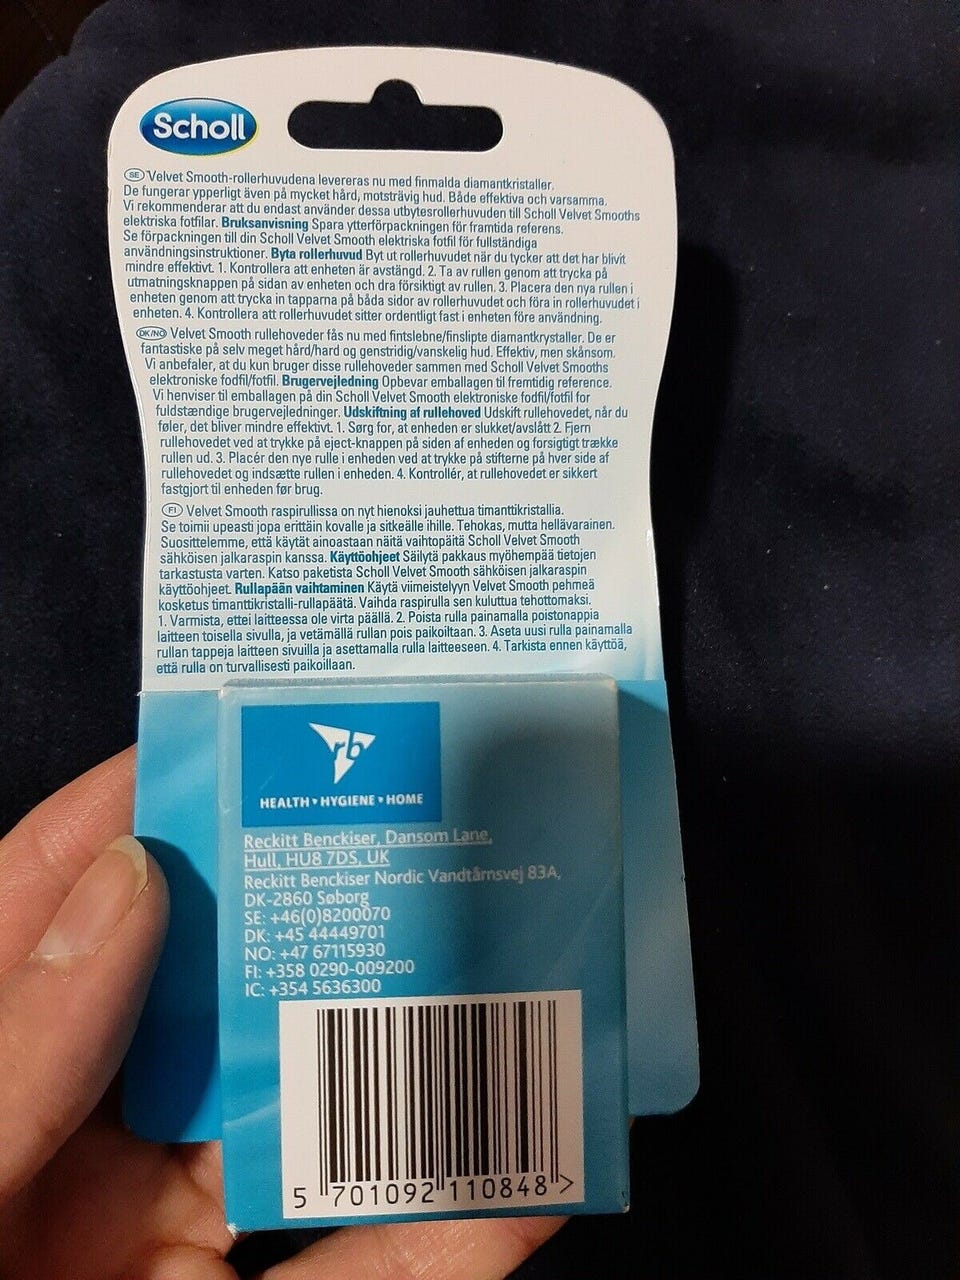 Scholl
SE Velvet Smooth-rollerhuvudena levereras nu med finmalda diamantkristaller.
De fungerar ypperligt även på mycket hård, motsträvig hud. Både effektiva och varsamma.
Vi rekommenderar att du endast använder dessa utbytesrollerhuvuden till Scholl Velvet Smooths
elektriska fotfilar. Bruksanvisning Spara ytterförpackningen för framtida referens.
Se förpackningen till din Scholl Velvet Smooth elektriska fotfil för fullständiga
användningsinstruktioner. Byta rollerhuvud Byt ut rollerhuvudet när du tycker att det har blivit
mindre effektivt. 1. Kontrollera att enheten är avstängd. 2. Ta av rullen genom att trycka på
utmatningsknappen på sidan av enheten och dra försiktigt av rullen. 3. Placera den nya rullen i
enheten genom att trycka in tapparna på båda sidor av rollerhuvudet och föra in rollerhuvudet i
enheten. 4. Kontrollera att rollerhuvudet sitter ordentligt fast i enheten före användning.
DK/NO Velvet Smooth rullehoveder fås nu med fintslebne/finslipte diamantkrystaller. De er
fantastiske på selv meget hård/hard og genstridig/vanskelig hud. Effektiv, men skånsom.
Vi anbefaler, at du kun bruger disse rullehoveder sammen med Scholl Velvet Smooths
elektroniske fodfil/fotfil. Brugervejledning Opbevar emballagen til fremtidig reference.
Vi henviser til emballagen på din Scholl Velvet Smooth elektroniske fodfil/fotfil for
fuldstændige brugervejledninger. Udskiftning af rullehoved Udskift rullehovedet, når du
føler, det bliver mindre effektivt. 1. Sørg for, at enheden er slukket/avslått 2. Fjern
rullehovedet ved at trykke på eject-knappen på siden af enheden og forsigtigt trække
rullen ud. 3. Placér den nye rulle i enheden ved at trykke på stifterne på hver side af
rullehovedet og indsætte rullen i enheden. 4. Kontrollér, at rullehovedet er sikkert
fastgjort til enheden før brug.
FI Velvet Smooth raspirullissa on nyt hienoksi jauhettua timanttikristallia.
Se toimii upeasti jopa erittäin kovalle ja sitkeälle ihille. Tehokas, mutta hellävarainen.
Suosittelemme, että käytät ainoastaan näitä vaihtopäitä Scholl Velvet Smooth
sähköisen jalkaraspin kanssa. Käyttöohjeet Säilytä pakkaus myöhempää tietojen
tarkastusta varten. Katso paketista Scholl Velvet Smooth sähköisen jalkaraspin
käyttöohjeet. Rullapään vaihtaminen Käytä viimeistelyyn Velvet Smooth pehmeä
kosketus timanttikristalli-rullapäätä. Vaihda raspirulla sen kuluttua tehottomaksi.
1. Varmista, ettei laitteessa ole virta päällä. 2. Poista rulla painamalla poistonappia
laitteen toisella sivulla, ja vetämällä rullan pois paikoiltaan. 3. Aseta uusi rulla painamalla
rullan tappeja laitteen sivuilla ja asettamalla rulla laitteeseen. 4. Tarkista ennen käyttöä,
että rulla on turvallisesti paikoillaan.
rb
HEALTH • HYGIENE • HOME
Reckitt Benckiser, Dansom Lane,
Hull, HU8 7DS, UK
Reckitt Benckiser Nordic Vandtårnsvej 83A,
DK-2860 Søborg
SE: +46(0)8200070
DK: +45 44449701
NO: +47 67115930
FI: +358 0290-009200
IC: +354 5636300
5 701092 110848 >